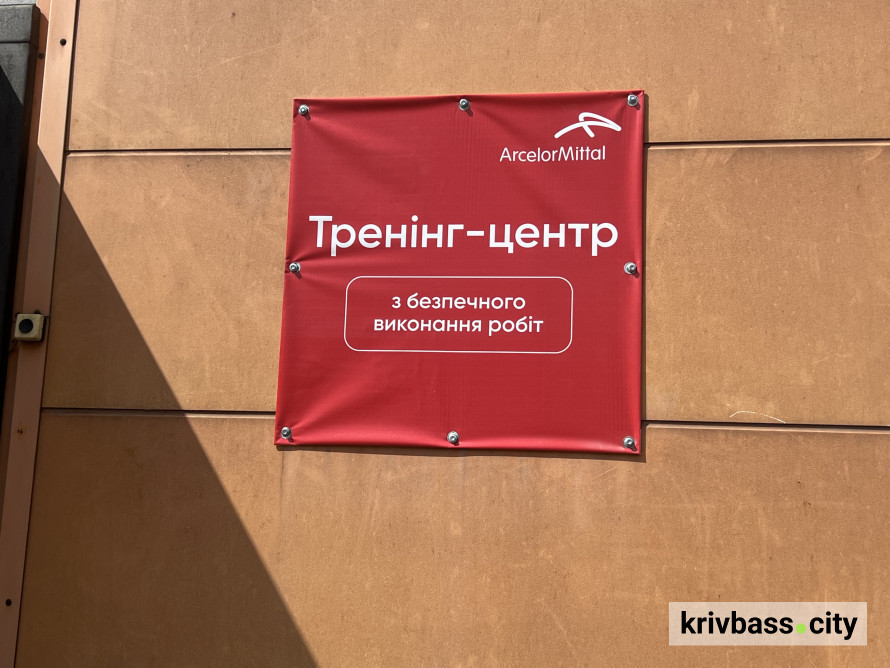 ArcelorMittal
Тренінг-центр
з безпечного
виконання робіт
krivbass.city